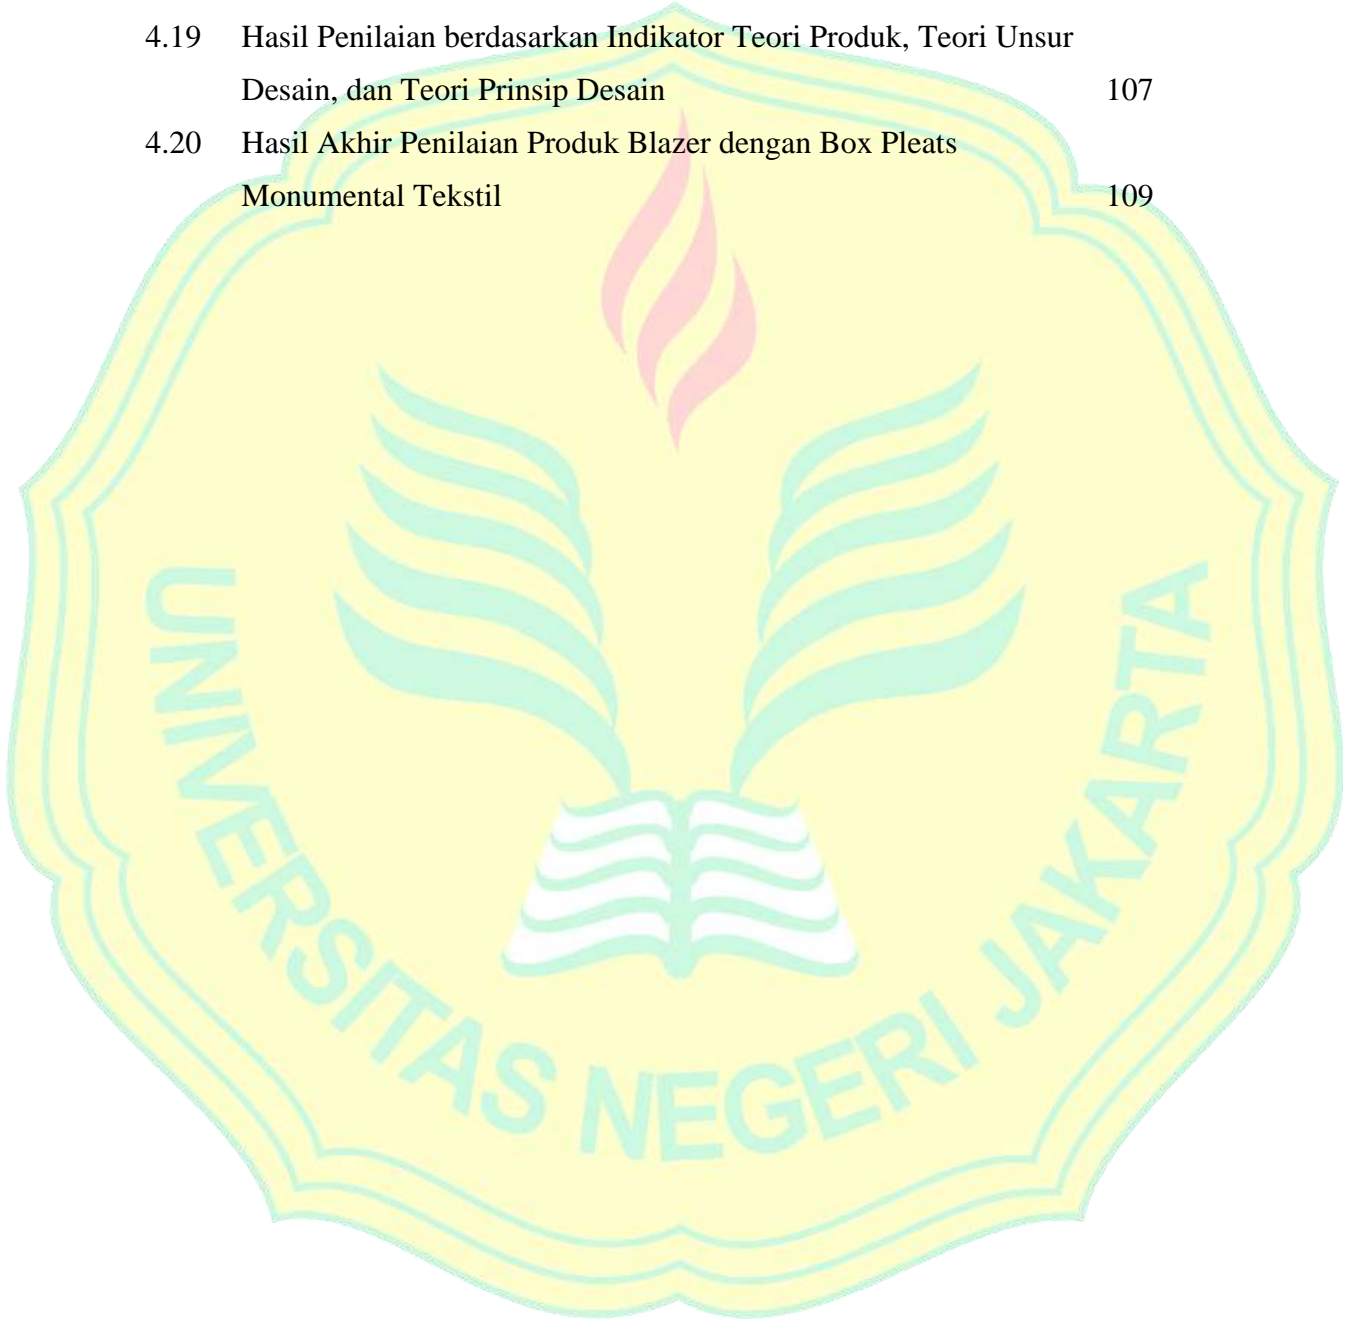 4.19 Hasil Penilaian berdasarkan Indikator Teori Produk, Teori Unsur
Desain, dan Teori Prinsip Desain 107
4.20 Hasil Akhir Penilaian Produk Blazer dengan Box Pleats
Monumental Tekstil 109
UNIVERSITAS NEGERI JAKARTA